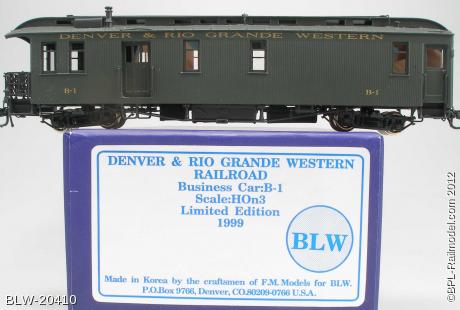 DENVER & RIO GRANDE WESTERN
B-1
B-1
DENVER & RIO GRANDE WESTERN
RAILROAD
Business Car:B-1
Scale:HOn3
Limited Edition
1999
BLW
Made in Korea by the craftsmen of F.M. Models for BLW.
P.O.Box 9766, Denver, CO.80209-0766 U.S.A.
BLW-20410
©BPL-Railmodel.com 2012